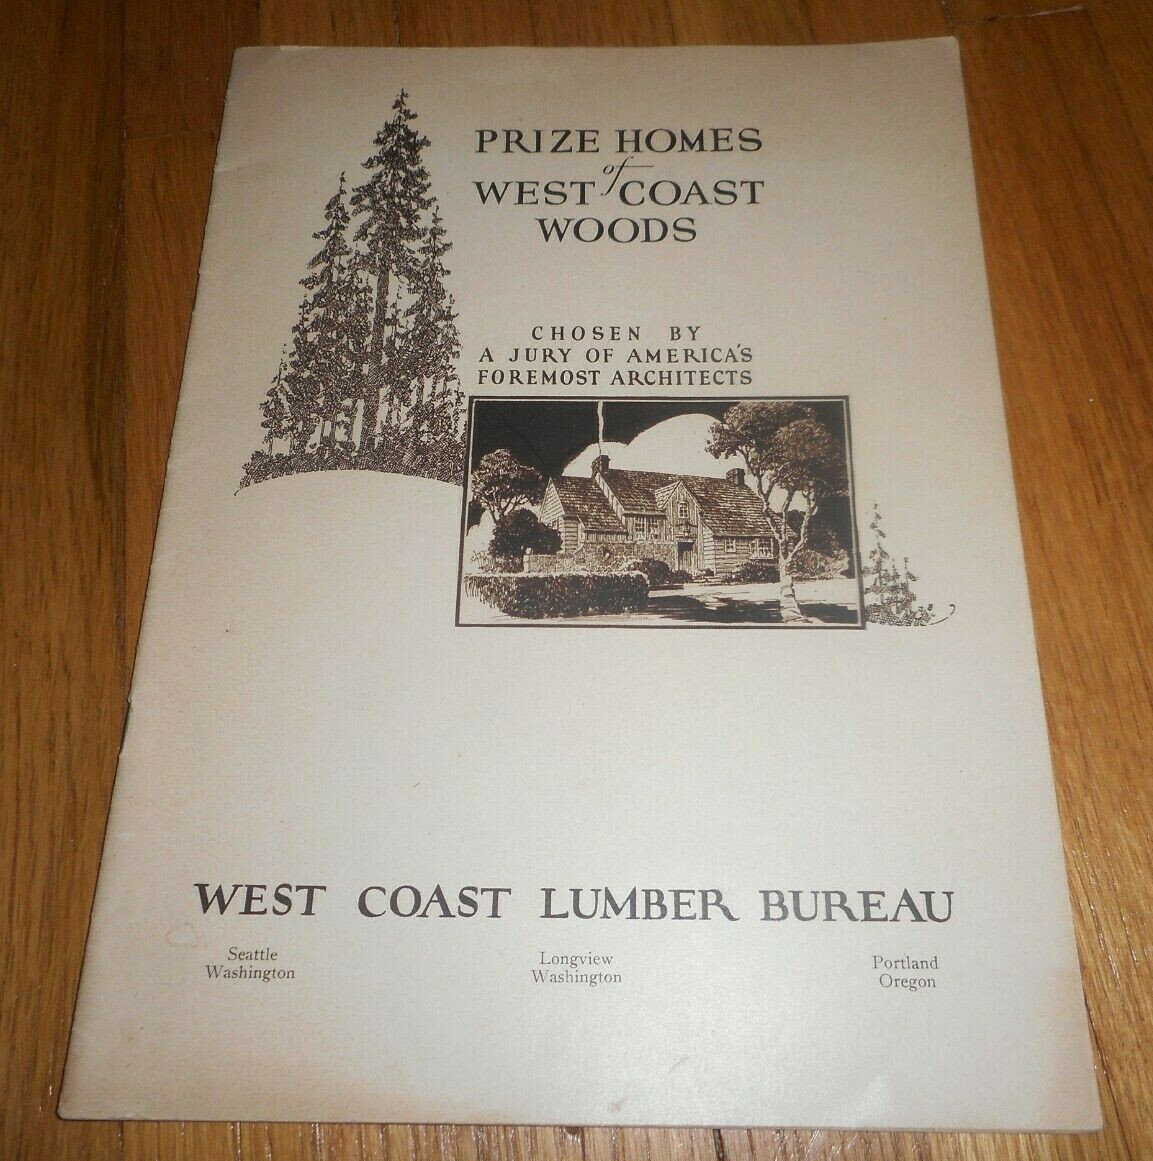 PRIZE HOMES
of
WEST COAST
WOODS
CHOSEN BY
A JURY OF AMERICA'S
FOREMOST ARCHITECTS
WEST COAST LUMBER BUREAU
Seattle
Washington
Longview
Washington
Portland
Oregon